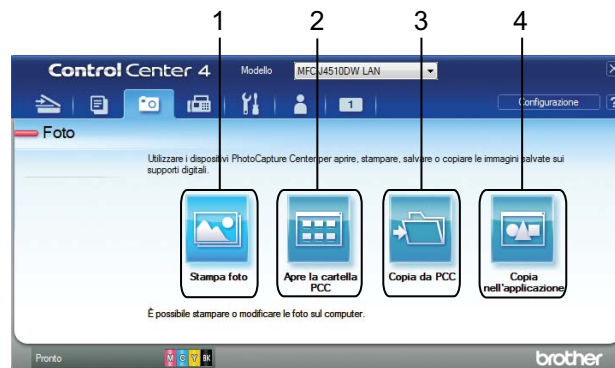 1 2 3 4
ControlCenter 4 Modello MFC-J4510DW LAN
1 Configurazione ?
Foto
Utilizzare i dispositivi PhotoCapture Center per aprire, stampare, salvare o copiare le immagini salvate sui
supporti digitali.
Stampa foto Apre la cartella Copia da PCC Copia
PCC nell'applicazione
È possibile stampare o modificare le foto sul computer.
Pronto M C Y BK brother